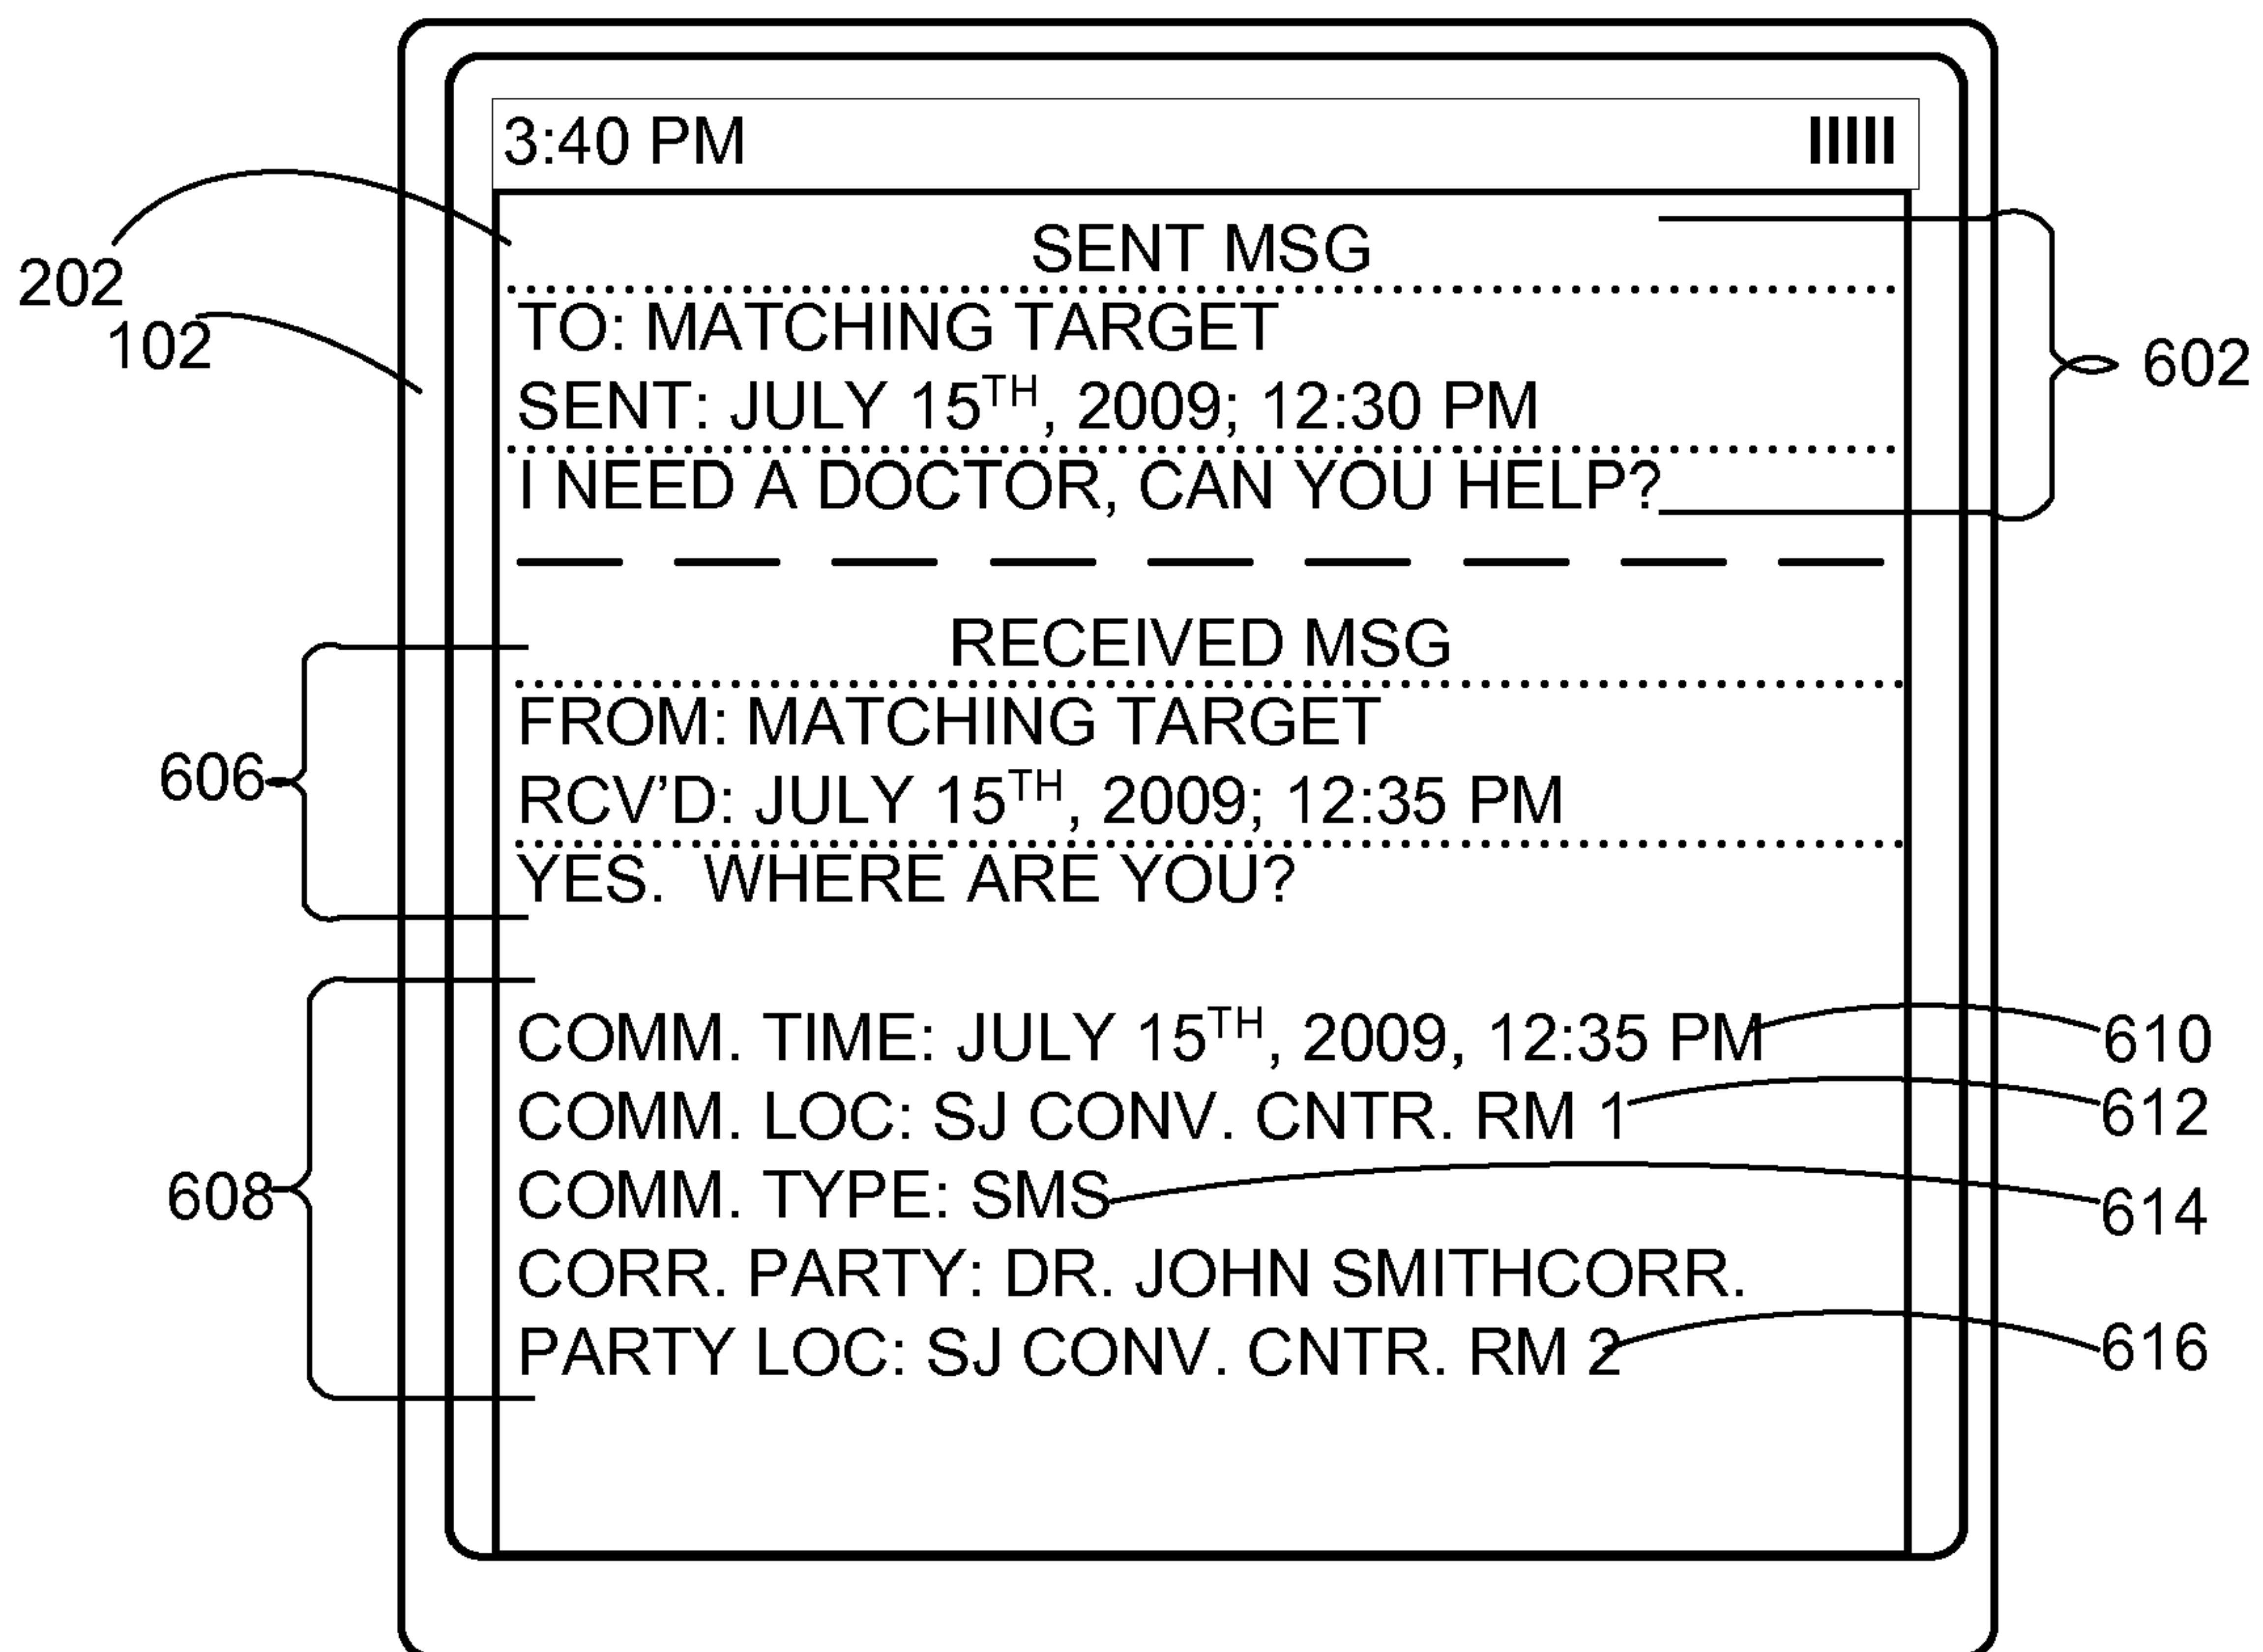 3:40 PM
SENT MSG
202
TO: MATCHING TARGET
102
SENT: JULY 15TH, 2009; 12:30 PM
602
I NEED A DOCTOR, CAN YOU HELP?
RECEIVED MSG
FROM: MATCHING TARGET
606
RCV'D: JULY 15TH, 2009; 12:35 PM
YES. WHERE ARE YOU?
COMM. TIME: JULY 15TH, 2009, 12:35 PM
610
COMM. LOC: SJ CONV. CNTR. RM 1
612
608
COMM. TYPE: SMS
614
CORR. PARTY: DR. JOHN SMITHCORR.
PARTY LOC: SJ CONV. CNTR. RM 2
616